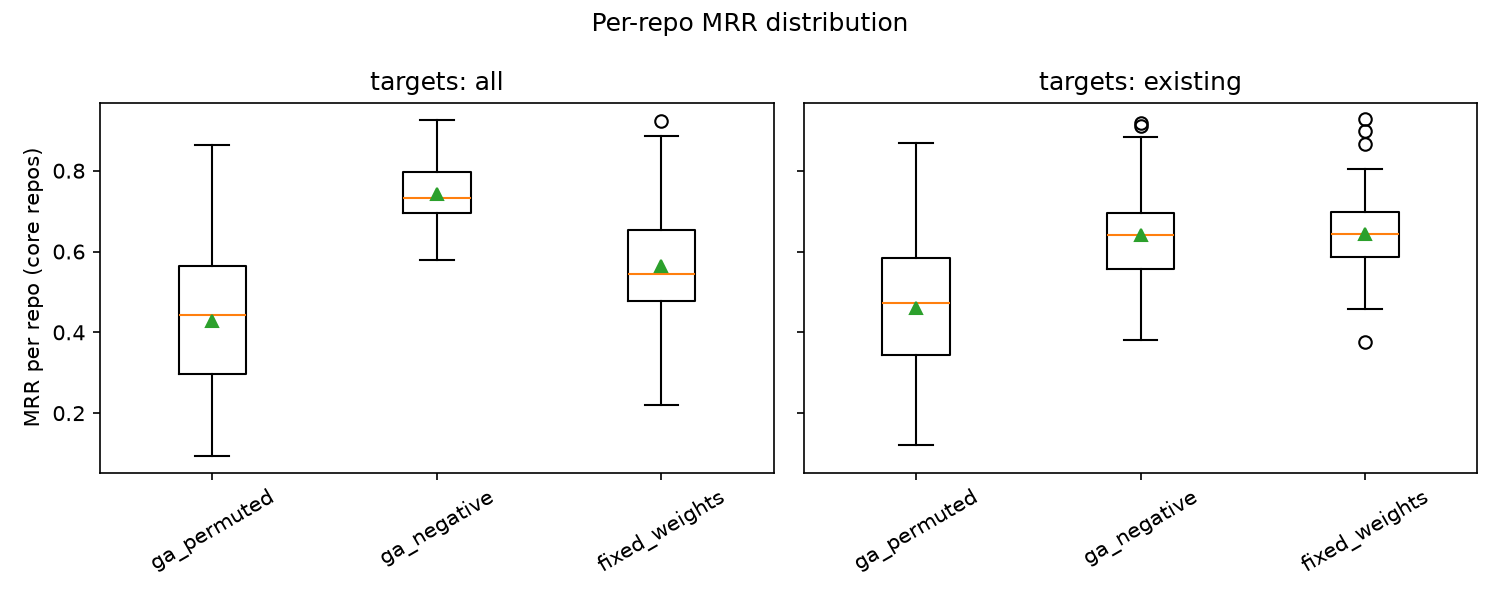 Per-repo MRR distribution
targets: all
targets: existing
MRR per repo (core repos)
0.8
0.6
0.4
0.2
ga_permuted
ga_negative
fixed_weights
ga_permuted
ga_negative
fixed_weights